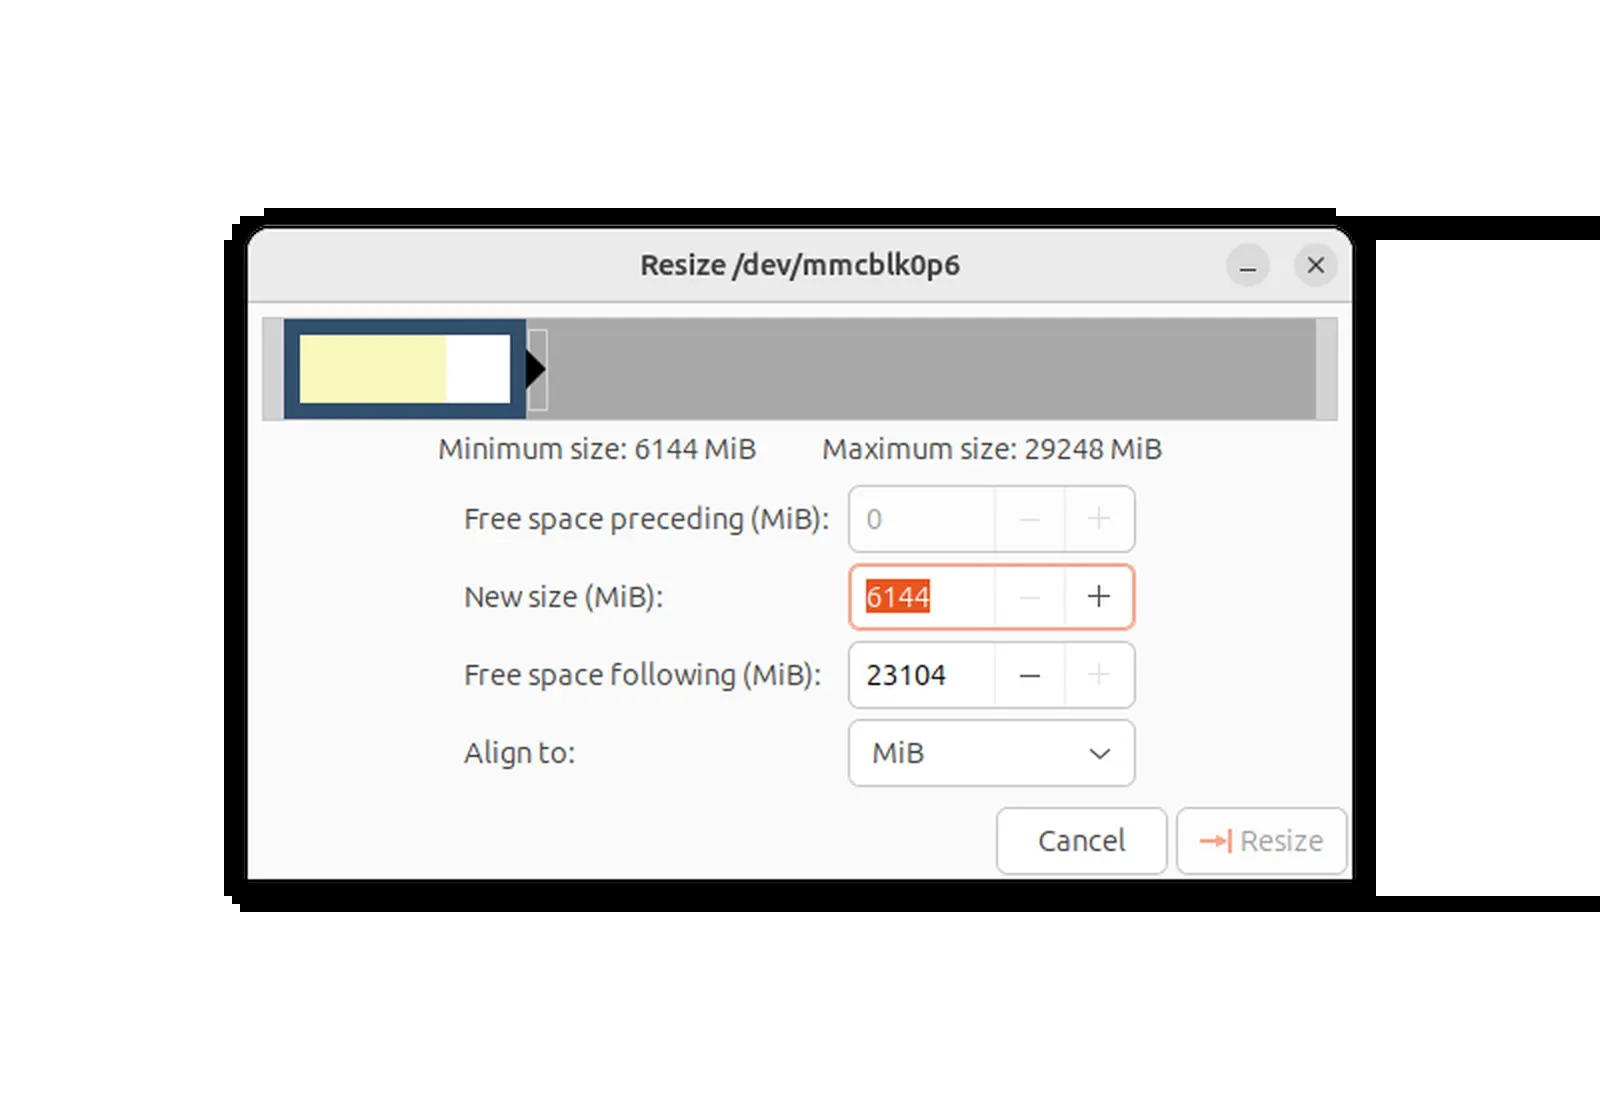 Resize /dev/mmcblk0p6
Minimum size: 6144 MiB Maximum size: 29248 MiB
Free space preceding (MiB): 0
New size (MiB): 6144
Free space following (MiB): 23104
Align to: MiB
Cancel Resize